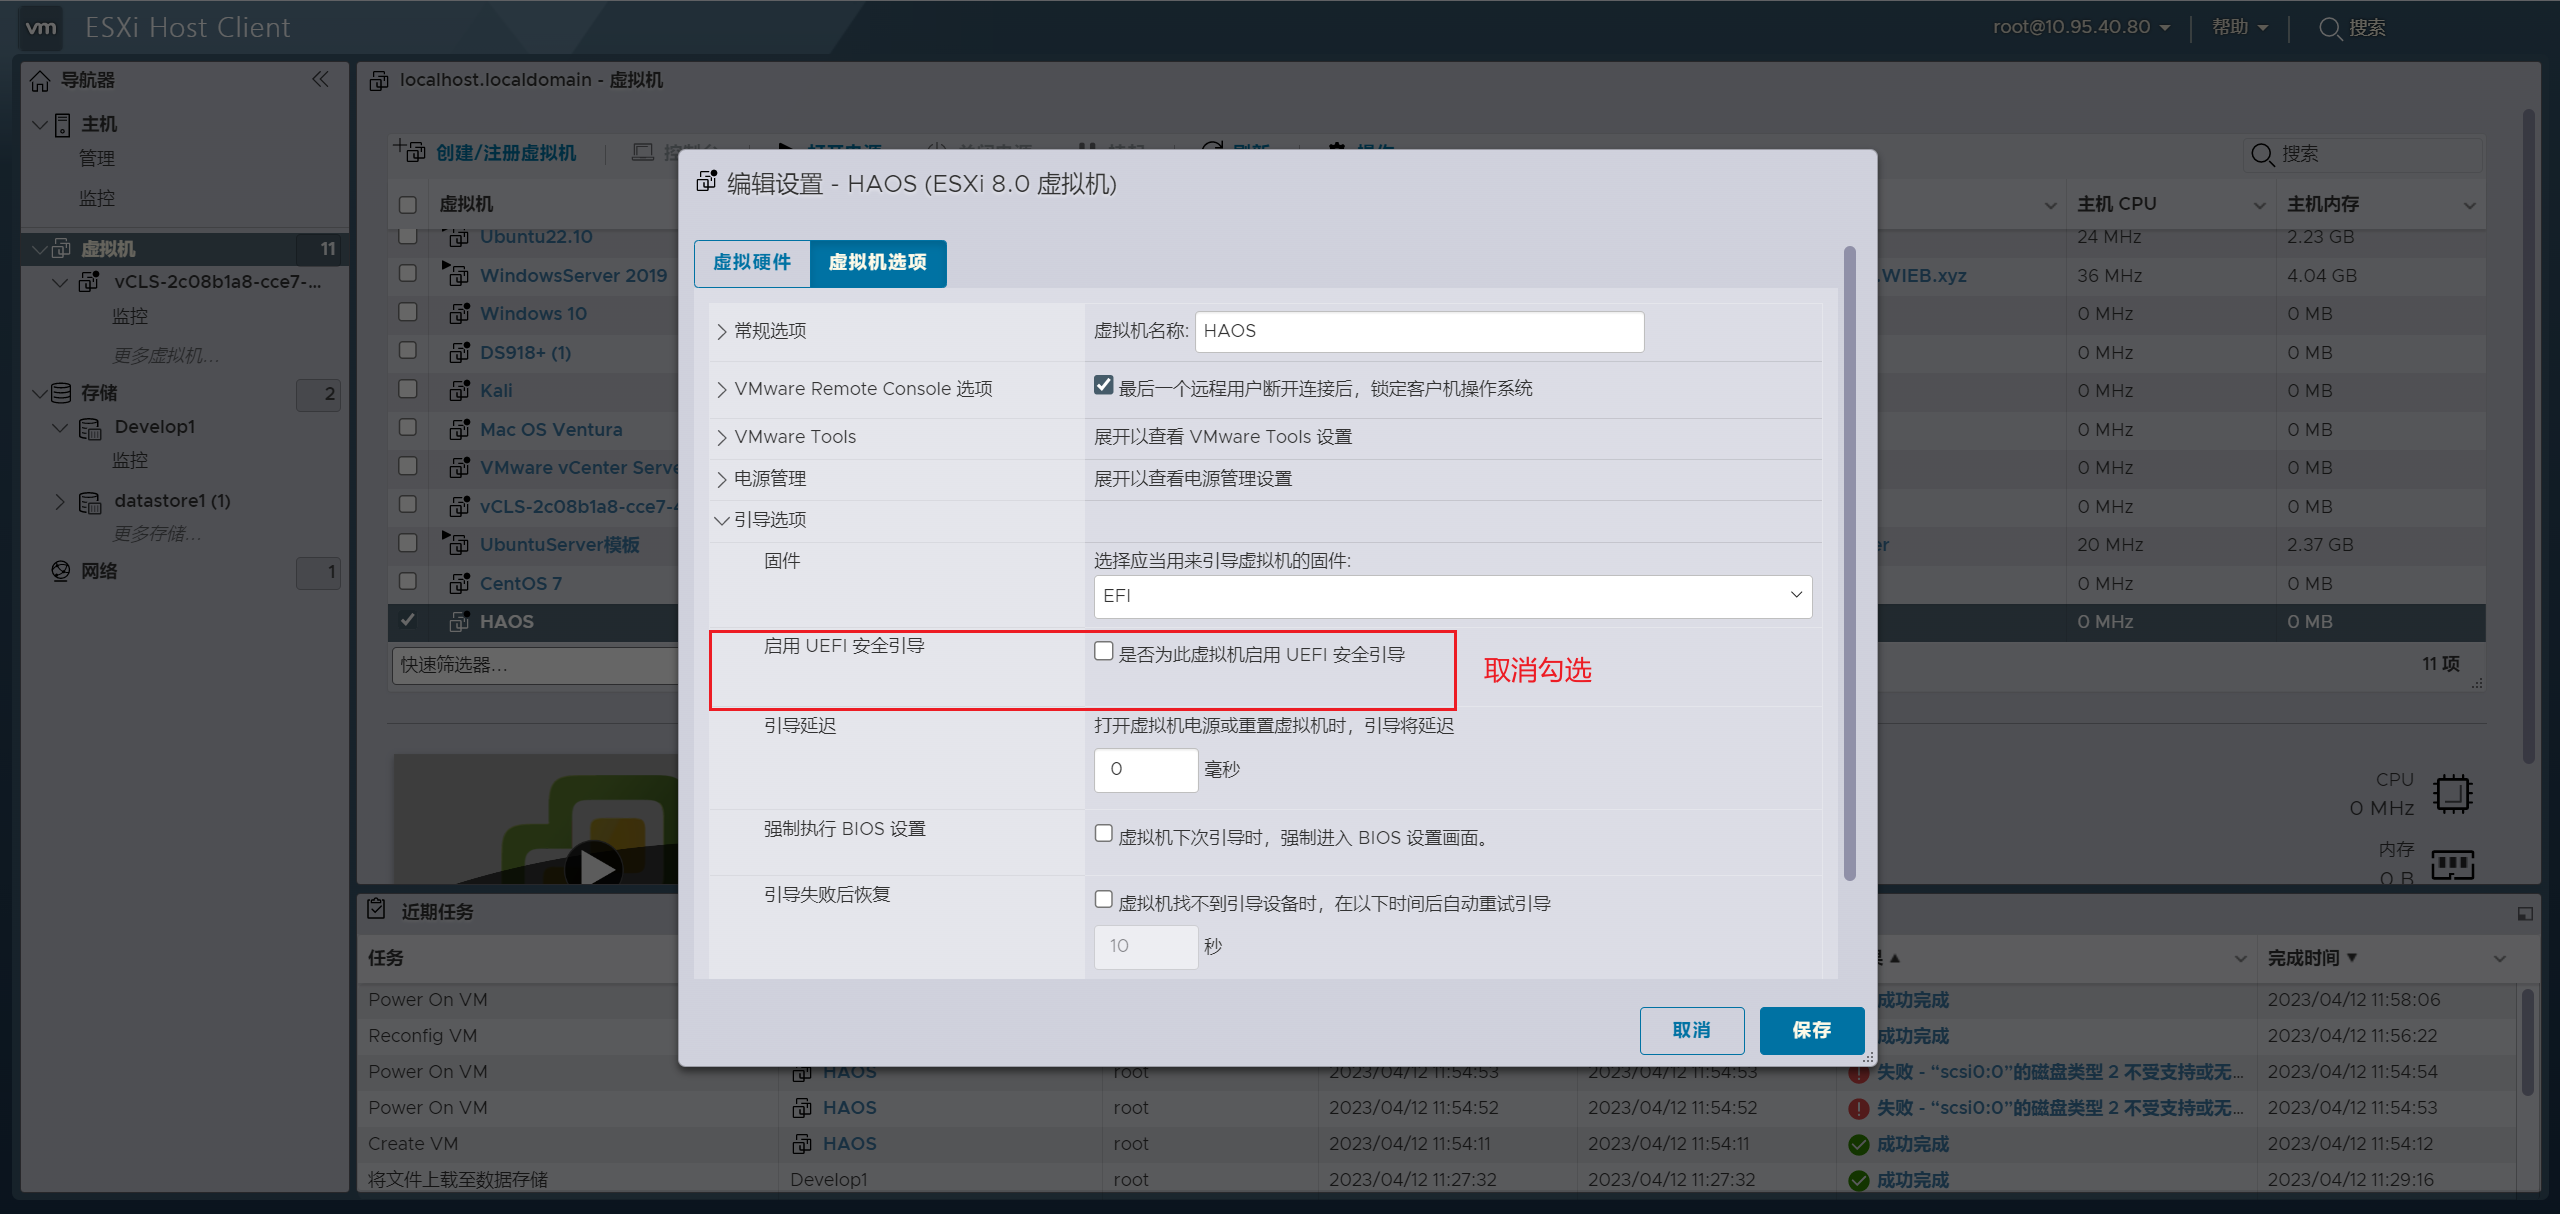 vm ESXi Host Client
root@10.95.40.80
帮助
搜索
导航器
主机
管理
监控
虚拟机 11
vCLS-2c08b1a8-cce7-...
监控
更多虚拟机...
存储 2
Develop1
监控
datastore1 (1)
更多存储...
网络 1
localhost.localdomain - 虚拟机
创建/注册虚拟机
搜索
虚拟机
主机 CPU
主机内存
Ubuntu22.10
24 MHz
2.23 GB
WindowsServer 2019
.WIEB.xyz
36 MHz
4.04 GB
Windows 10
0 MHz
0 MB
DS918+ (1)
0 MHz
0 MB
Kali
0 MHz
0 MB
Mac OS Ventura
0 MHz
0 MB
VMware vCenter Serve
0 MHz
0 MB
vCLS-2c08b1a8-cce7-4
0 MHz
0 MB
UbuntuServer模板
er
20 MHz
2.37 GB
CentOS 7
0 MHz
0 MB
HAOS
0 MHz
0 MB
快速筛选器...
11 项
CPU
0 MHz
内存
0 B
编辑设置 - HAOS (ESXi 8.0 虚拟机)
虚拟硬件
虚拟机选项
常规选项
虚拟机名称: HAOS
VMware Remote Console 选项
最后一个远程用户断开连接后，锁定客户机操作系统
VMware Tools
展开以查看 VMware Tools 设置
电源管理
展开以查看电源管理设置
引导选项
固件
选择应当用来引导虚拟机的固件:
EFI
启用 UEFI 安全引导
是否为此虚拟机启用 UEFI 安全引导
取消勾选
引导延迟
打开虚拟机电源或重置虚拟机时，引导将延迟
0 毫秒
强制执行 BIOS 设置
虚拟机下次引导时，强制进入 BIOS 设置画面。
引导失败后恢复
虚拟机找不到引导设备时，在以下时间后自动重试引导
10 秒
取消
保存
近期任务
任务
完成时间
Power On VM
成功完成
2023/04/12 11:58:06
Reconfig VM
成功完成
2023/04/12 11:56:22
Power On VM
HAOS
root
2023/04/12 11:54:53
2023/04/12 11:54:53
失败 - “scsi0:0”的磁盘类型 2 不受支持或无...
2023/04/12 11:54:54
Power On VM
HAOS
root
2023/04/12 11:54:52
2023/04/12 11:54:52
失败 - “scsi0:0”的磁盘类型 2 不受支持或无...
2023/04/12 11:54:53
Create VM
HAOS
root
2023/04/12 11:54:11
2023/04/12 11:54:11
成功完成
2023/04/12 11:54:12
将文件上载至数据存储
Develop1
root
2023/04/12 11:27:32
2023/04/12 11:27:32
成功完成
2023/04/12 11:29:16